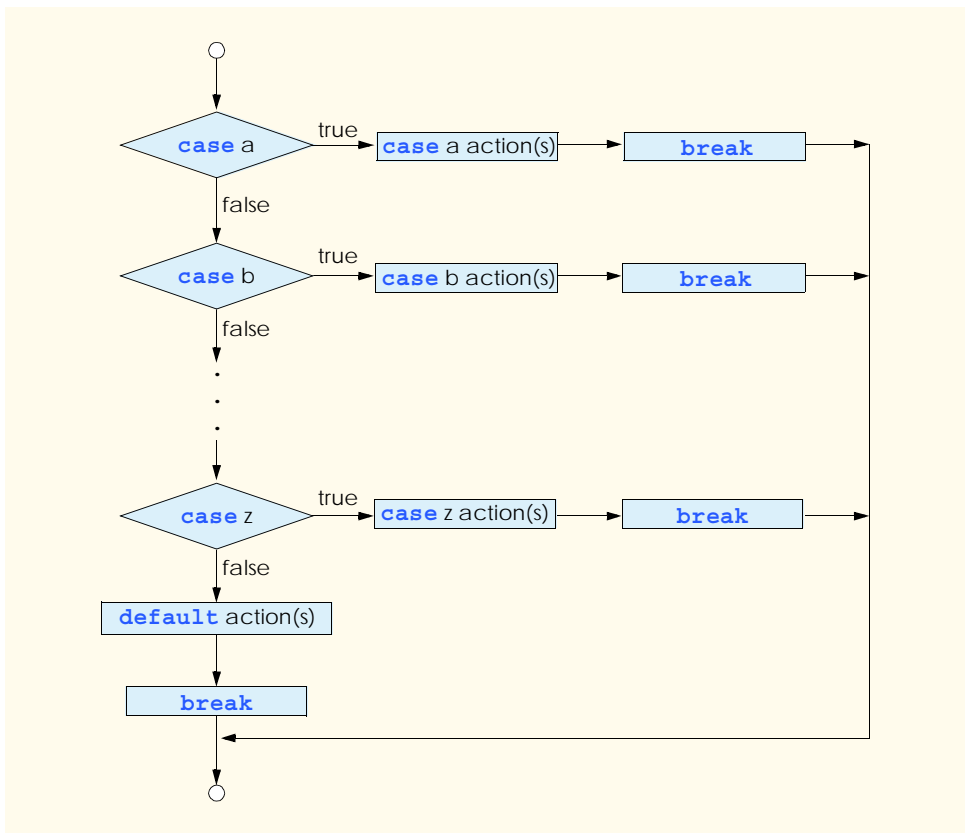 true
case a
case a action(s)
break
false
true
case b
case b action(s)
break
false
.
.
.
true
case z
case z action(s)
break
false
default action(s)
break